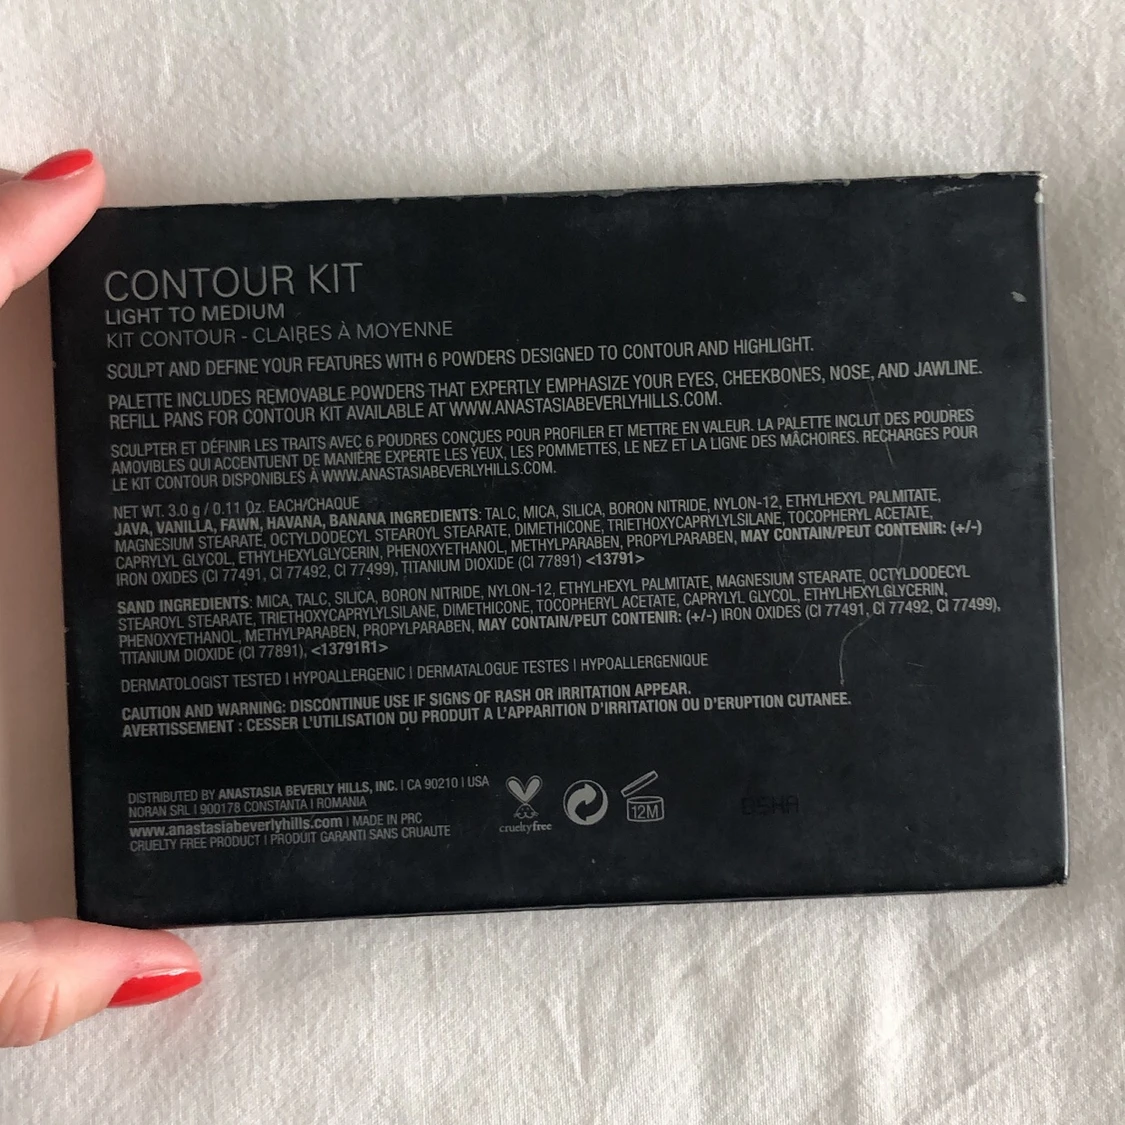 CONTOUR KIT
LIGHT TO MEDIUM
KIT CONTOUR - CLAIRES À MOYENNE
SCULPT AND DEFINE YOUR FEATURES WITH 6 POWDERS DESIGNED TO CONTOUR AND HIGHLIGHT.
PALETTE INCLUDES REMOVABLE POWDERS THAT EXPERTLY EMPHASIZE YOUR EYES, CHEEKBONES, NOSE, AND JAWLINE.
REFILL PANS FOR CONTOUR KIT AVAILABLE AT WWW.ANASTASIABEVERLYHILLS.COM.
SCULPTER ET DÉFINIR LES TRAITS AVEC 6 POUDRES CONÇUES POUR PROFILER ET METTRE EN VALEUR. LA PALETTE INCLUT DES POUDRES
AMOVIBLES QUI ACCENTUENT DE MANIÈRE EXPERTE LES YEUX, LES POMMETTES, LE NEZ ET LA LIGNE DES MÂCHOIRES. RECHARGES POUR
LE KIT CONTOUR DISPONIBLES À WWW.ANASTASIABEVERLYHILLS.COM.
NET WT. 3.0 g / 0.11 Oz. EACH/CHAQUE
JAVA, VANILLA, FAWN, HAVANA, BANANA INGREDIENTS: TALC, MICA, SILICA, BORON NITRIDE, NYLON-12, ETHYLHEXYL PALMITATE,
MAGNESIUM STEARATE, OCTYLDODECYL STEAROYL STEARATE, DIMETHICONE, TRIETHOXYCAPRYLYLSILANE, TOCOPHERYL ACETATE,
CAPRYLYL GLYCOL, ETHYLHEXYLGLYCERIN, PHENOXYETHANOL, METHYLPARABEN, PROPYLPARABEN, MAY CONTAIN/PEUT CONTENIR: (+/-)
IRON OXIDES (CI 77491, CI 77492, CI 77499), TITANIUM DIOXIDE (CI 77891) <13791>
SAND INGREDIENTS: MICA, TALC, SILICA, BORON NITRIDE, NYLON-12, ETHYLHEXYL PALMITATE, MAGNESIUM STEARATE, OCTYLDODECYL
STEAROYL STEARATE, TRIETHOXYCAPRYLYLSILANE, DIMETHICONE, TOCOPHERYL ACETATE, CAPRYLYL GLYCOL, ETHYLHEXYLGLYCERIN,
PHENOXYETHANOL, METHYLPARABEN, PROPYLPARABEN, MAY CONTAIN/PEUT CONTENIR: (+/-) IRON OXIDES (CI 77491, CI 77492, CI 77499),
TITANIUM DIOXIDE (CI 77891), <13791R1>
DERMATOLOGIST TESTED | HYPOALLERGENIC | DERMATALOGUE TESTES | HYPOALLERGENIQUE
CAUTION AND WARNING: DISCONTINUE USE IF SIGNS OF RASH OR IRRITATION APPEAR.
AVERTISSEMENT : CESSER L'UTILISATION DU PRODUIT A L'APPARITION D'IRRITATION OU D'ERUPTION CUTANEE.
DISTRIBUTED BY ANASTASIA BEVERLY HILLS, INC. | CA 90210 | USA
NORAN SRL | 900178 CONSTANTA | ROMANIA
www.anastasiabeverlyhills.com | MADE IN PRC
CRUELTY FREE PRODUCT | PRODUIT GARANTI SANS CRUAUTE
crueltyfree
12M